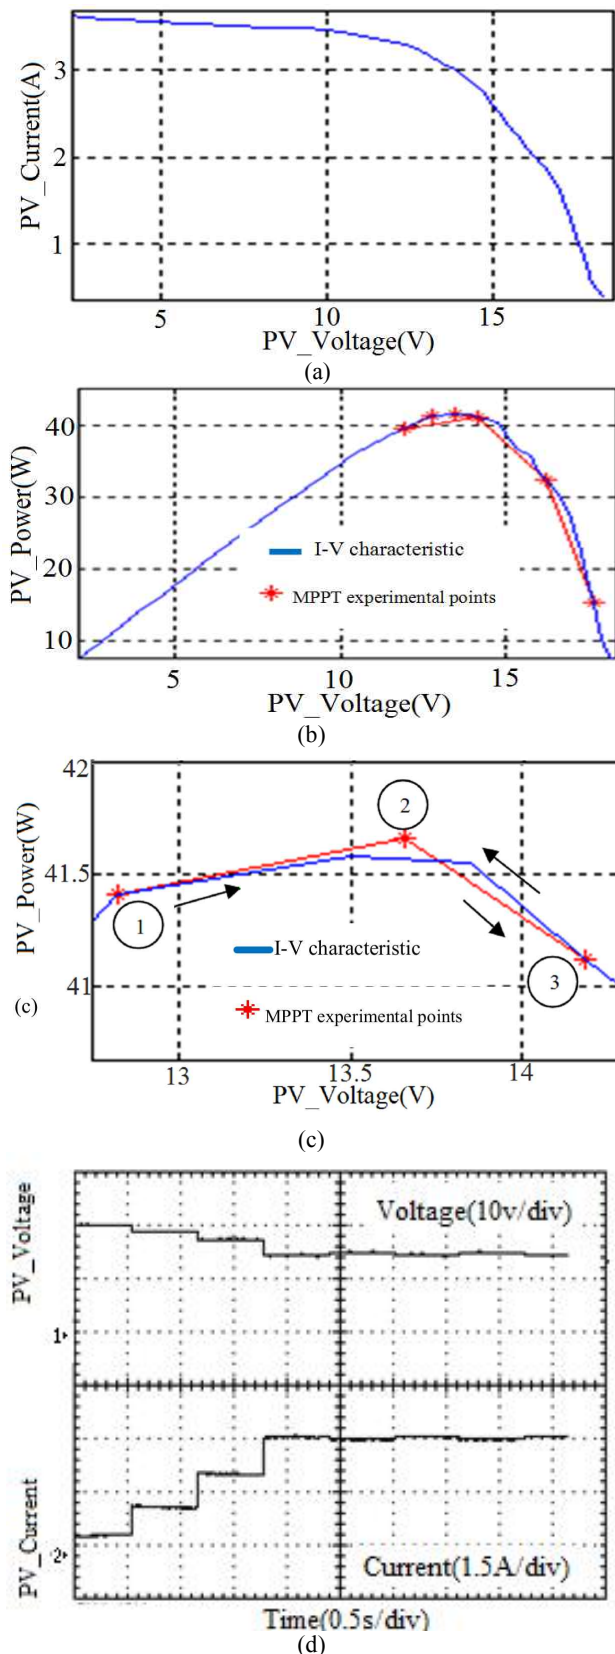 PV_Current(A)
3
2
1
5
10
15
PV_Voltage(V)
(a)
PV_Power(W)
40
30
20
10
I-V characteristic
MPPT experimental points
5
10
15
PV_Voltage(V)
(b)
PV_Power(W)
42
41.5
41
2
1
3
I-V characteristic
MPPT experimental points
(c)
13
13.5
14
PV_Voltage(W)
(c)
PV_Voltage
Voltage(10v/div)
1
PV_Current
2
Current(1.5A/div)
Time(0.5s/div)
(d)